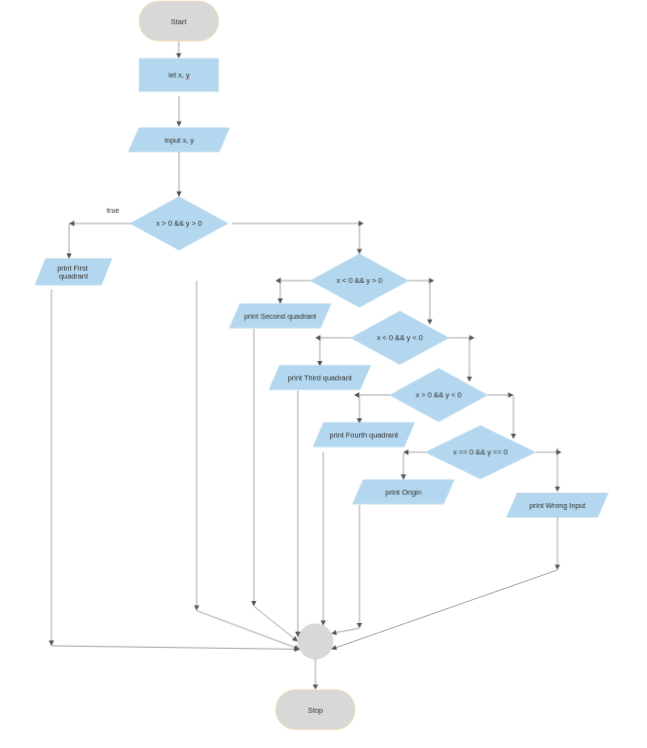 Start
let x, y
input x, y
true
x > 0 && y > 0
print First
quadrant
x < 0 && y > 0
print Second quadrant
x < 0 && y < 0
print Third quadrant
x > 0 && y < 0
print Fourth quadrant
x == 0 && y == 0
print Origin
print Wrong Input
Stop